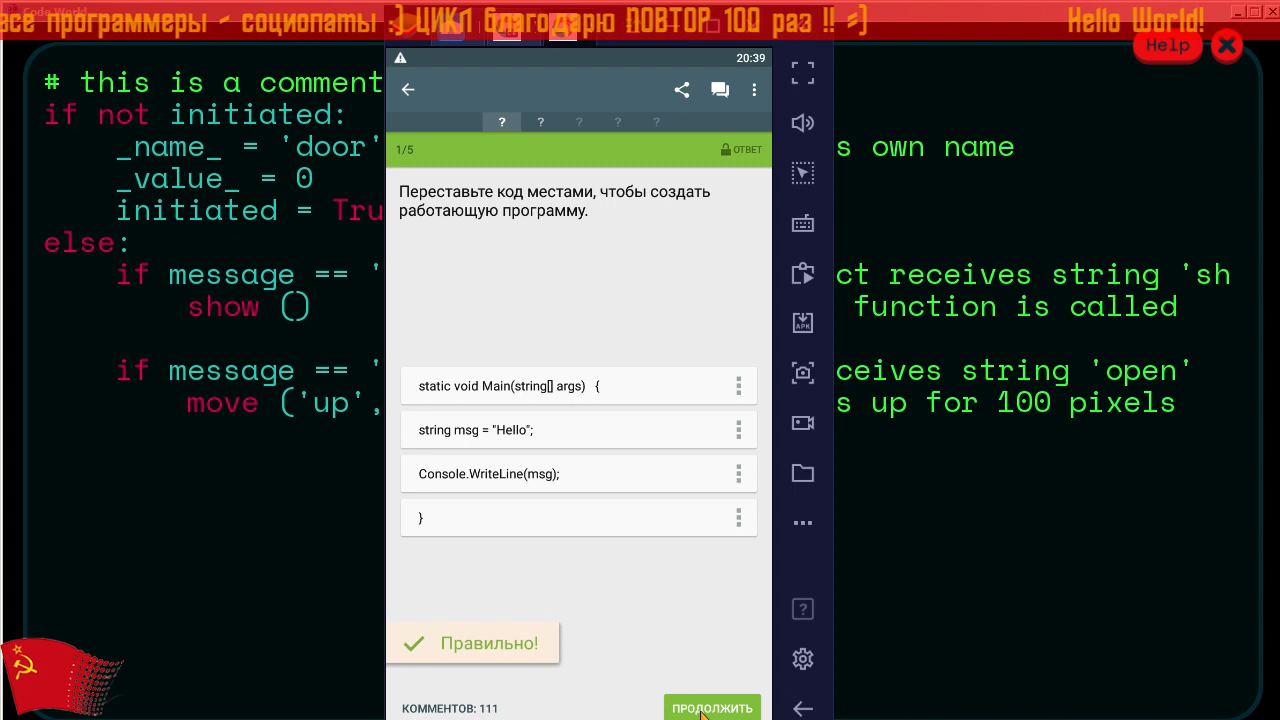 Code World
все программеры - социопаты :) ЦИКЛ благодарю ПОВТОР 100 раз !! =)
Hello World!
Help
# this is a comment
if not initiated:
_name_ = 'door'
s own name
_value_ = 0
initiated = Tru
else:
if message == '
ct receives string 'sh
show ()
function is called
if message == '
ceives string 'open'
move ('up',
s up for 100 pixels
20:39
? ? ? ? ?
1/5
ОТВЕТ
Переставьте код местами, чтобы создать
работающую программу.
static void Main(string[] args) {
string msg = "Hello";
Console.WriteLine(msg);
}
Правильно!
КОММЕНТОВ: 111
ПРОДОЛЖИТЬ
APK
?